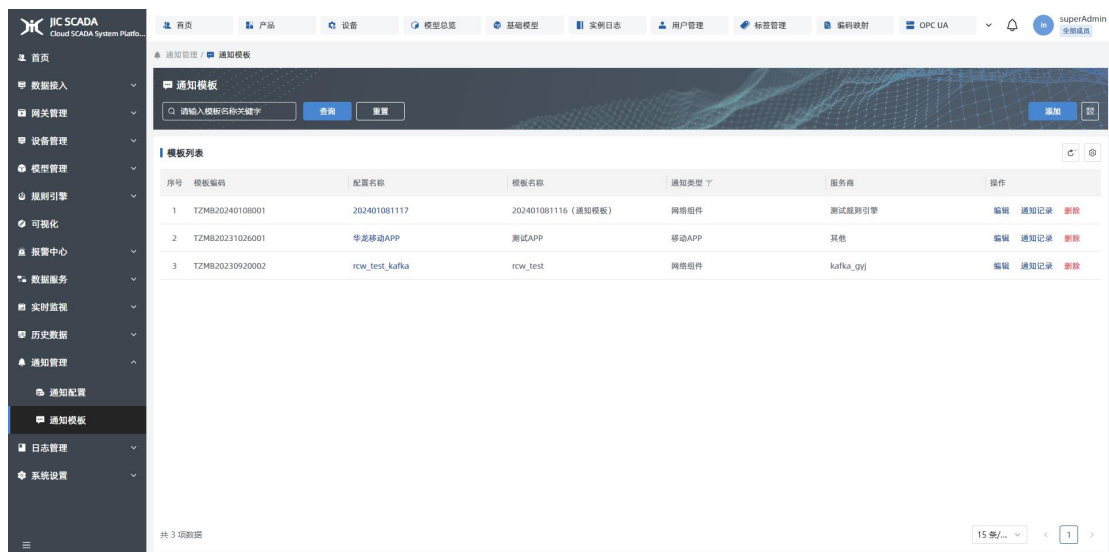 JIC SCADA
Cloud SCADA System Platfo...
首页
产品
设备
模型总览
基础模型
实例日志
用户管理
标签管理
编码映射
OPC UA
in
superAdmin
全部成员
首页
数据接入
网关管理
设备管理
模型管理
规则引擎
可视化
报警中心
数据服务
实时监视
历史数据
通知管理
通知配置
通知模板
日志管理
系统设置
通知管理 / 通知模板
通知模板
请输入模板名称关键字
查询
重置
添加
模板列表
序号 模板编码 配置名称 模板名称 通知类型 服务商 操作
1 TZMB20240108001 202401081117 202401081116（通知模板） 网络组件 测试规则引擎 编辑 通知记录 删除
2 TZMB20231026001 华龙移动APP 测试APP 移动APP 其他 编辑 通知记录 删除
3 TZMB20230920002 rcw_test_kafka rcw_test 网络组件 kafka_gyj 编辑 通知记录 删除
共 3 项数据
15 条/...
1